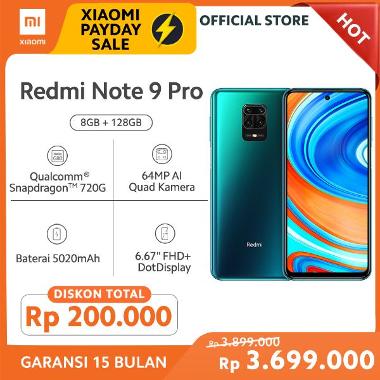 mi
XIAOMI
XIAOMI
PAYDAY
SALE
OFFICIAL STORE
HOT
Redmi Note 9 Pro
8GB + 128GB
Qualcomm®
Snapdragon™ 720G
64MP AI
Quad Kamera
Baterai 5020mAh
6.67" FHD+
DotDisplay
Redmi
DISKON TOTAL
Rp 200.000
GARANSI 15 BULAN
Rp 3.899.000
Rp 3.699.000